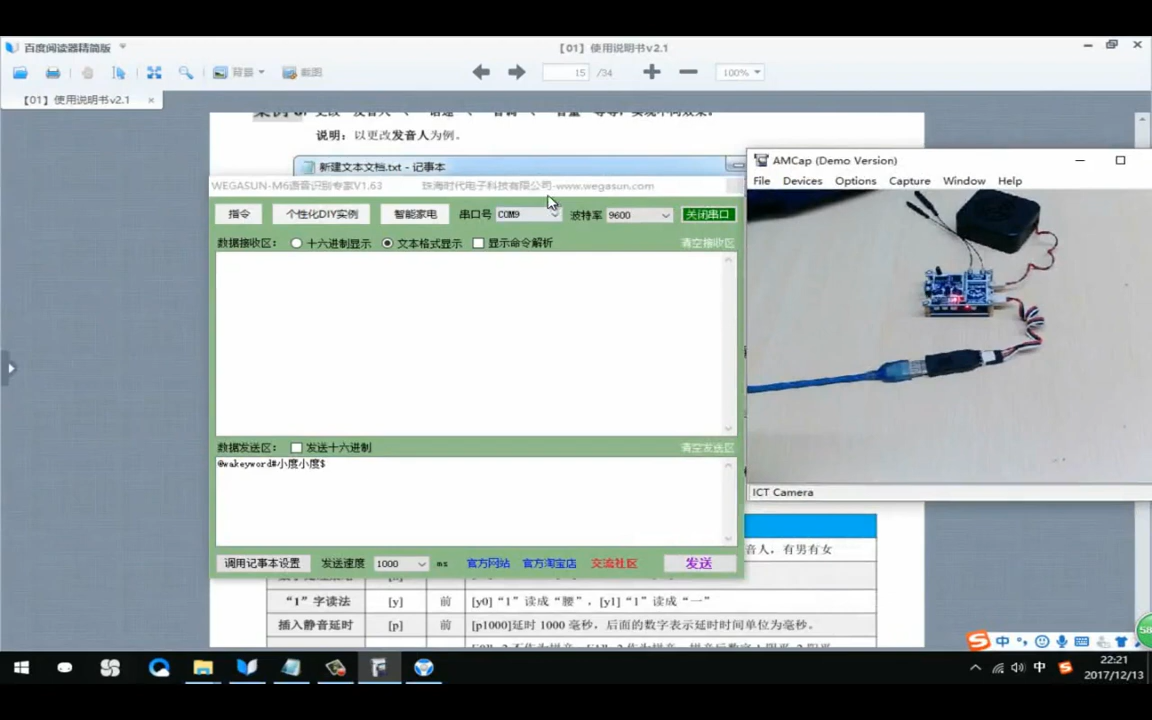 百度阅读器精简版
【01】使用说明书v2.1
背景
截图
15 /34
100%
【01】使用说明书v2.1 ×
说明：以更改发音人为例。
新建文本文档.txt - 记事本
WEGASUN-M6语音识别专家V1.63 珠海时代电子科技有限公司-www.wegasun.com
指令 个性化DIY实例 智能家电 串口号 COM9 波特率 9600 关闭串口
数据接收区： 十六进制显示 文本格式显示 显示命令解析 清空接收区
数据发送区： 发送十六进制 清空发送区
@wakeyword#小度小度$
调用记事本设置 发送速度 1000 ms 官方网站 官方淘宝店 交流社区 发送
AMCap (Demo Version)
File Devices Options Capture Window Help
ICT Camera
音人，有男有女
“1”字读法 [y] 前 [y0]“1”读成“腰”，[y1]“1”读成“一”
插入静音延时 [p] 前 [p1000]延时 1000 毫秒，后面的数字表示延时时间单位为毫秒。
中
58
中
22:21
2017/12/13